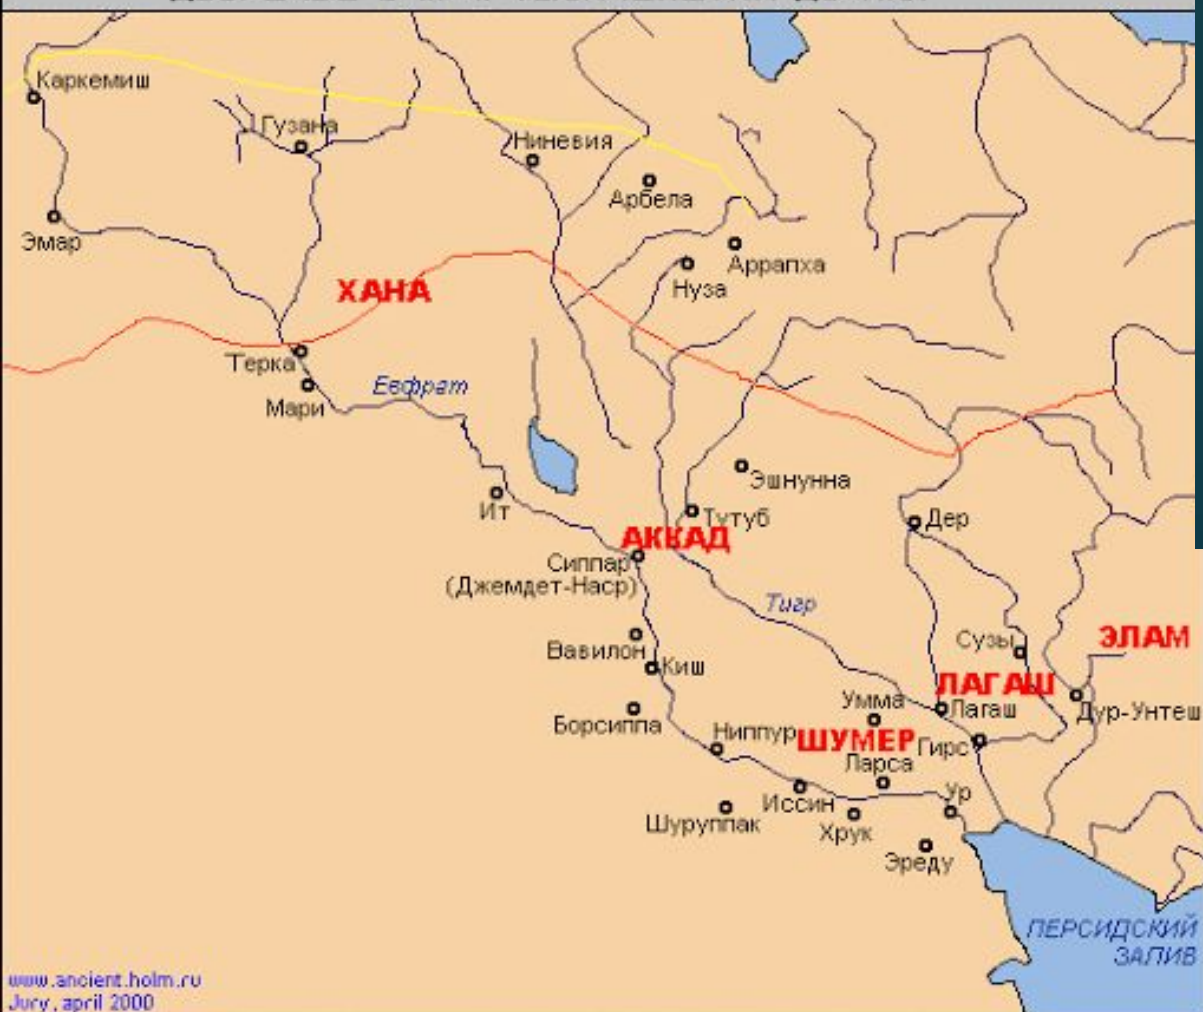 Каркемиш
Гузана
Ниневия
Арбела
Эмар
Аррапха
Нуза
ХАНА
Терка
Мари
Евфрат
Эшнунна
Ит
Тутуб
Дер
АККАД
Сиппар
(Джемдет-Наср)
Тигр
Сузы
ЭЛАМ
Вавилон
Киш
ЛАГАШ
Умма
Лагаш
Дур-Унташ
Борсиппа
Ниппур
ШУМЕР
Гирс
Ларса
Ур
Иссин
Шуруппак
Хрук
Эреду
ПЕРСИДСКИЙ
ЗАЛИВ
www.ancient.holm.ru
Jury, april 2000